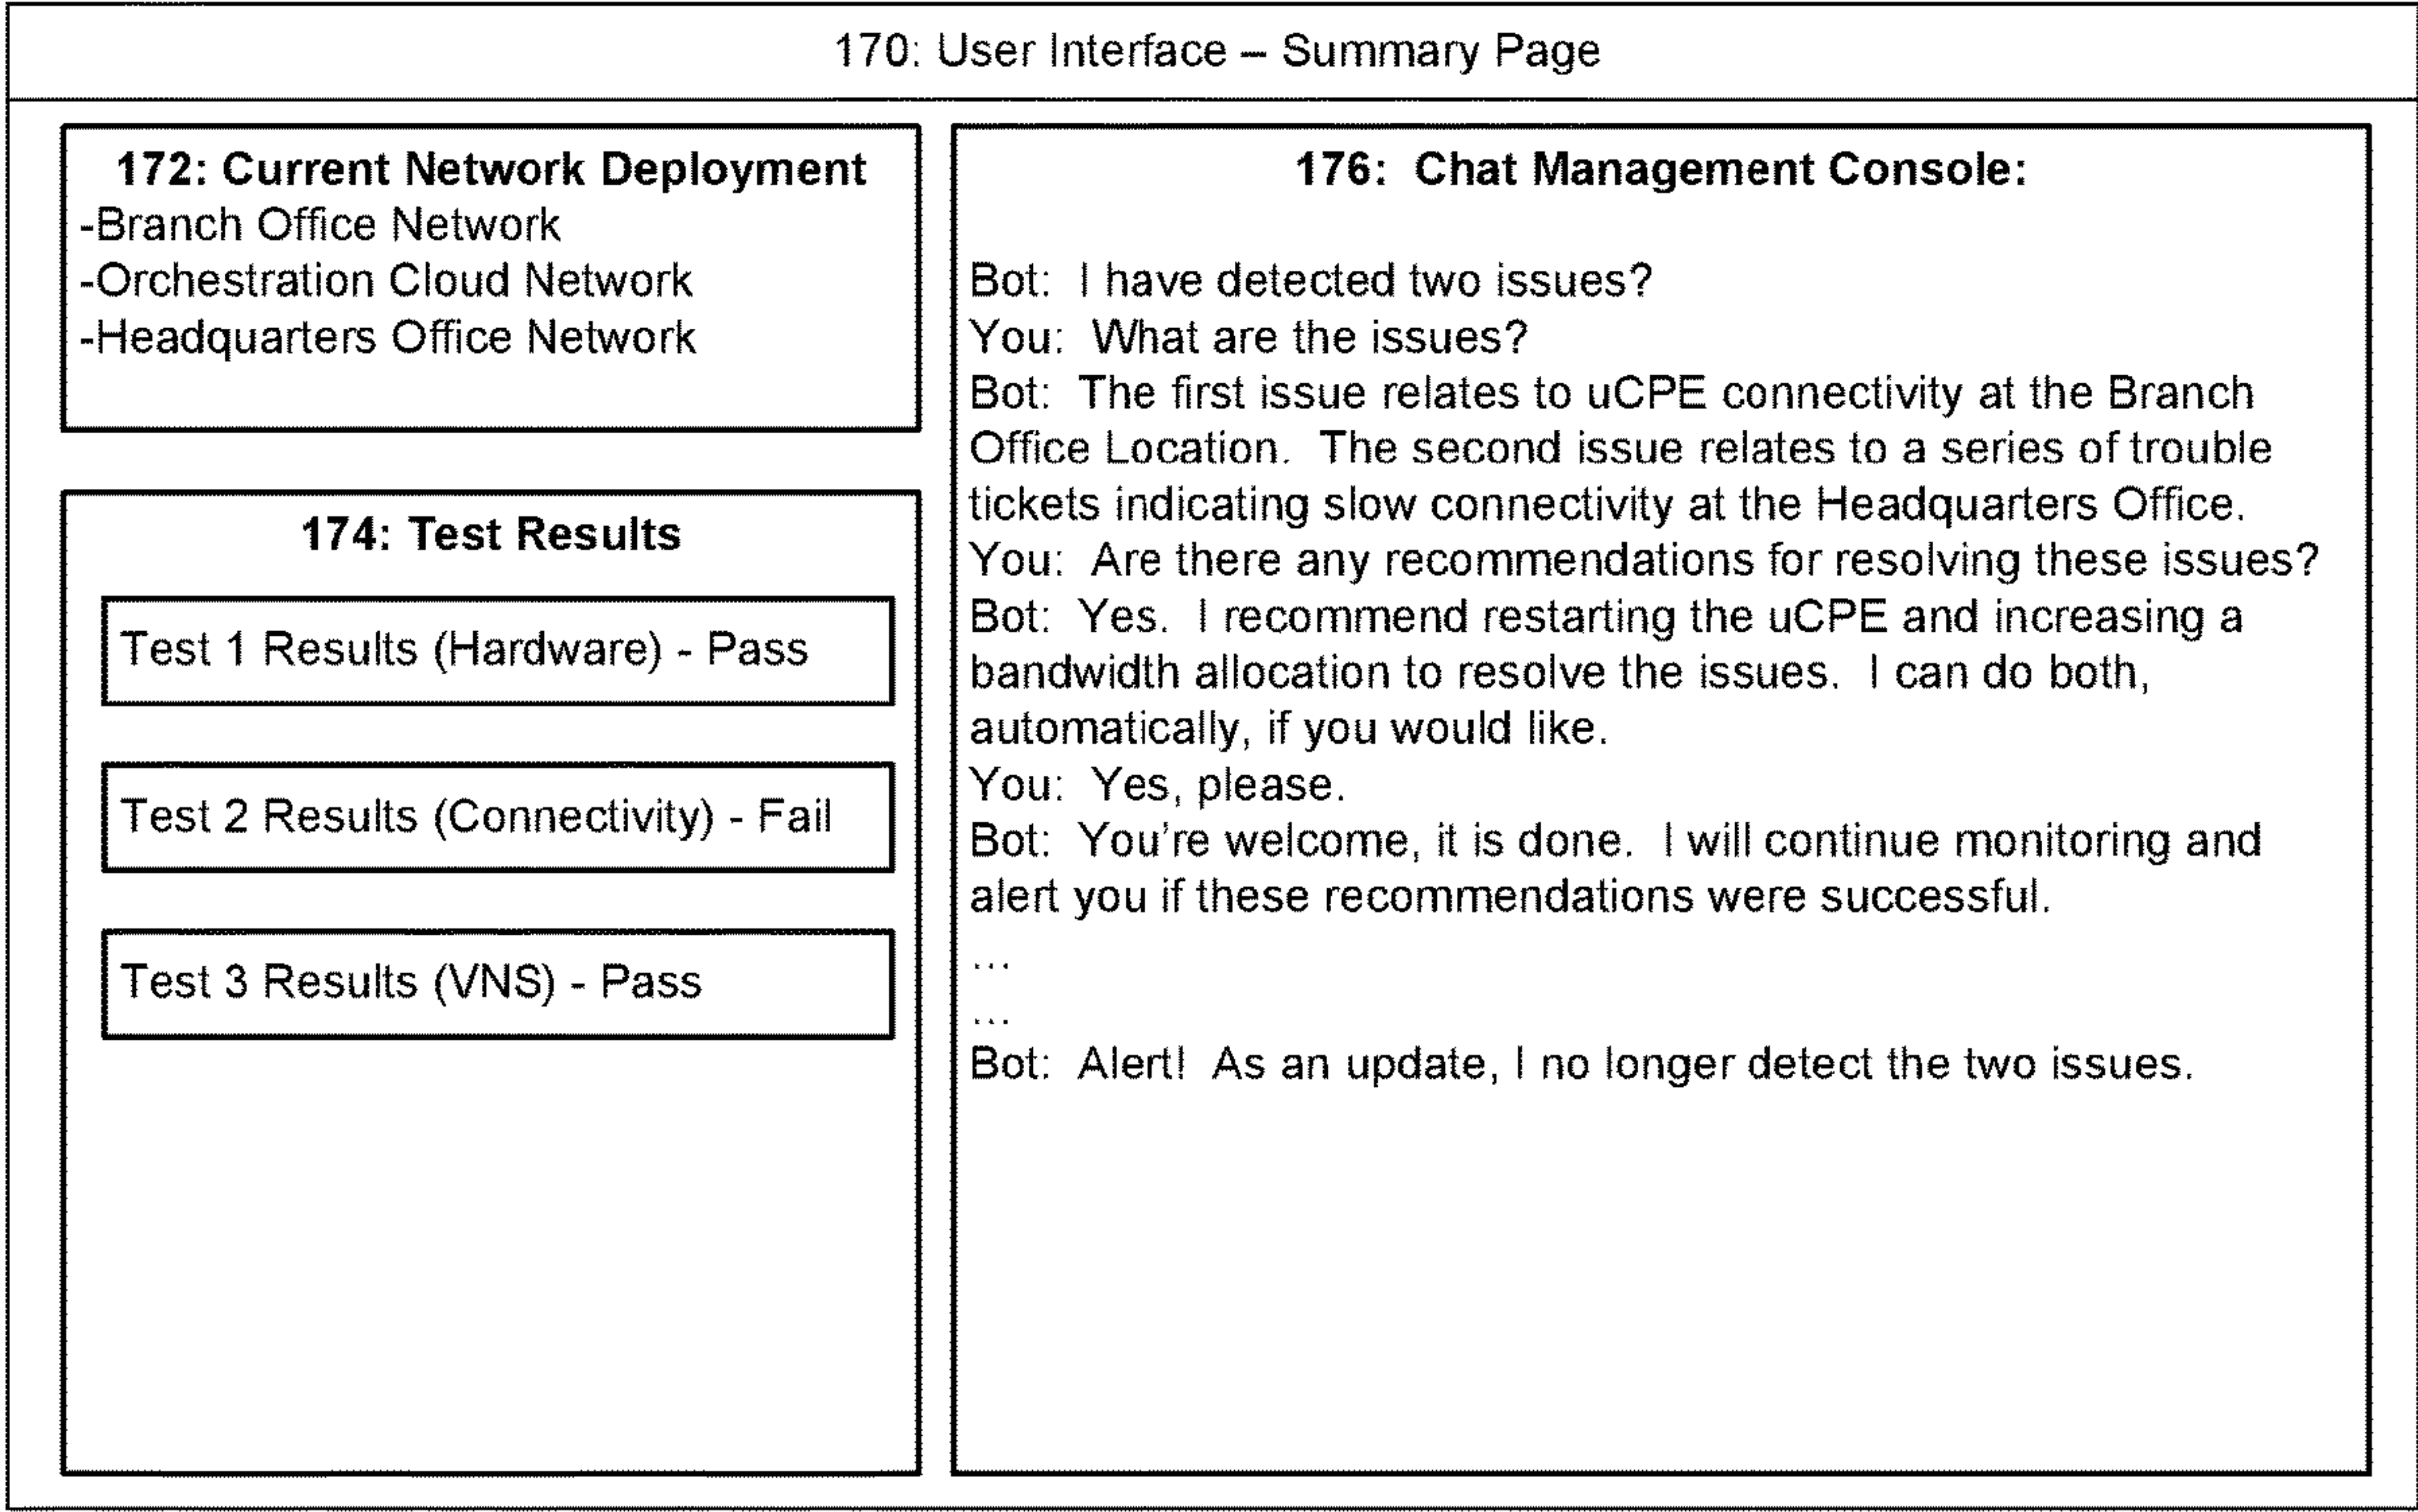 170: User Interface – Summary Page
172: Current Network Deployment
-Branch Office Network
-Orchestration Cloud Network
-Headquarters Office Network
174: Test Results
Test 1 Results (Hardware) - Pass
Test 2 Results (Connectivity) - Fail
Test 3 Results (VNS) - Pass
176: Chat Management Console:
Bot: I have detected two issues?
You: What are the issues?
Bot: The first issue relates to uCPE connectivity at the Branch
Office Location. The second issue relates to a series of trouble
tickets indicating slow connectivity at the Headquarters Office.
You: Are there any recommendations for resolving these issues?
Bot: Yes. I recommend restarting the uCPE and increasing a
bandwidth allocation to resolve the issues. I can do both,
automatically, if you would like.
You: Yes, please.
Bot: You're welcome, it is done. I will continue monitoring and
alert you if these recommendations were successful.
...
...
Bot: Alert! As an update, I no longer detect the two issues.